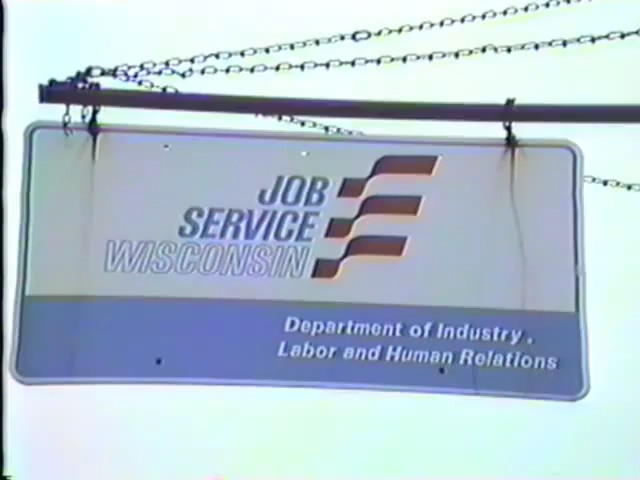 JOB
SERVICE
WISCONSIN
Department of Industry,
Labor and Human Relations